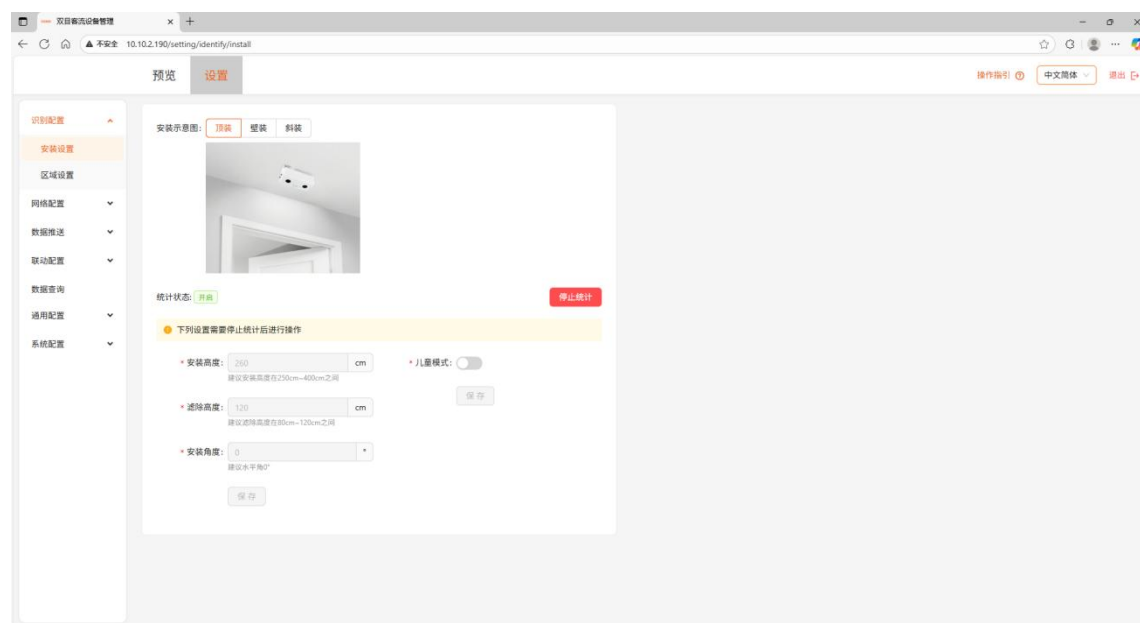 双目客流设备管理
不安全 10.10.2.190/setting/identify/install
预览 设置 操作指引 中文简体 退出
识别配置
安装设置
区域设置
网络配置
数据推送
联动配置
数据查询
通用配置
系统配置
安装示意图: 顶装 壁装 斜装
统计状态: 开启 停止统计
下列设置需要停止统计后进行操作
* 安装高度: 260 cm
建议安装高度在250cm~400cm之间
* 儿童模式:
保存
* 滤除高度: 120 cm
建议滤除高度在80cm~120cm之间
* 安装角度: 0 °
建议水平角0°
保存